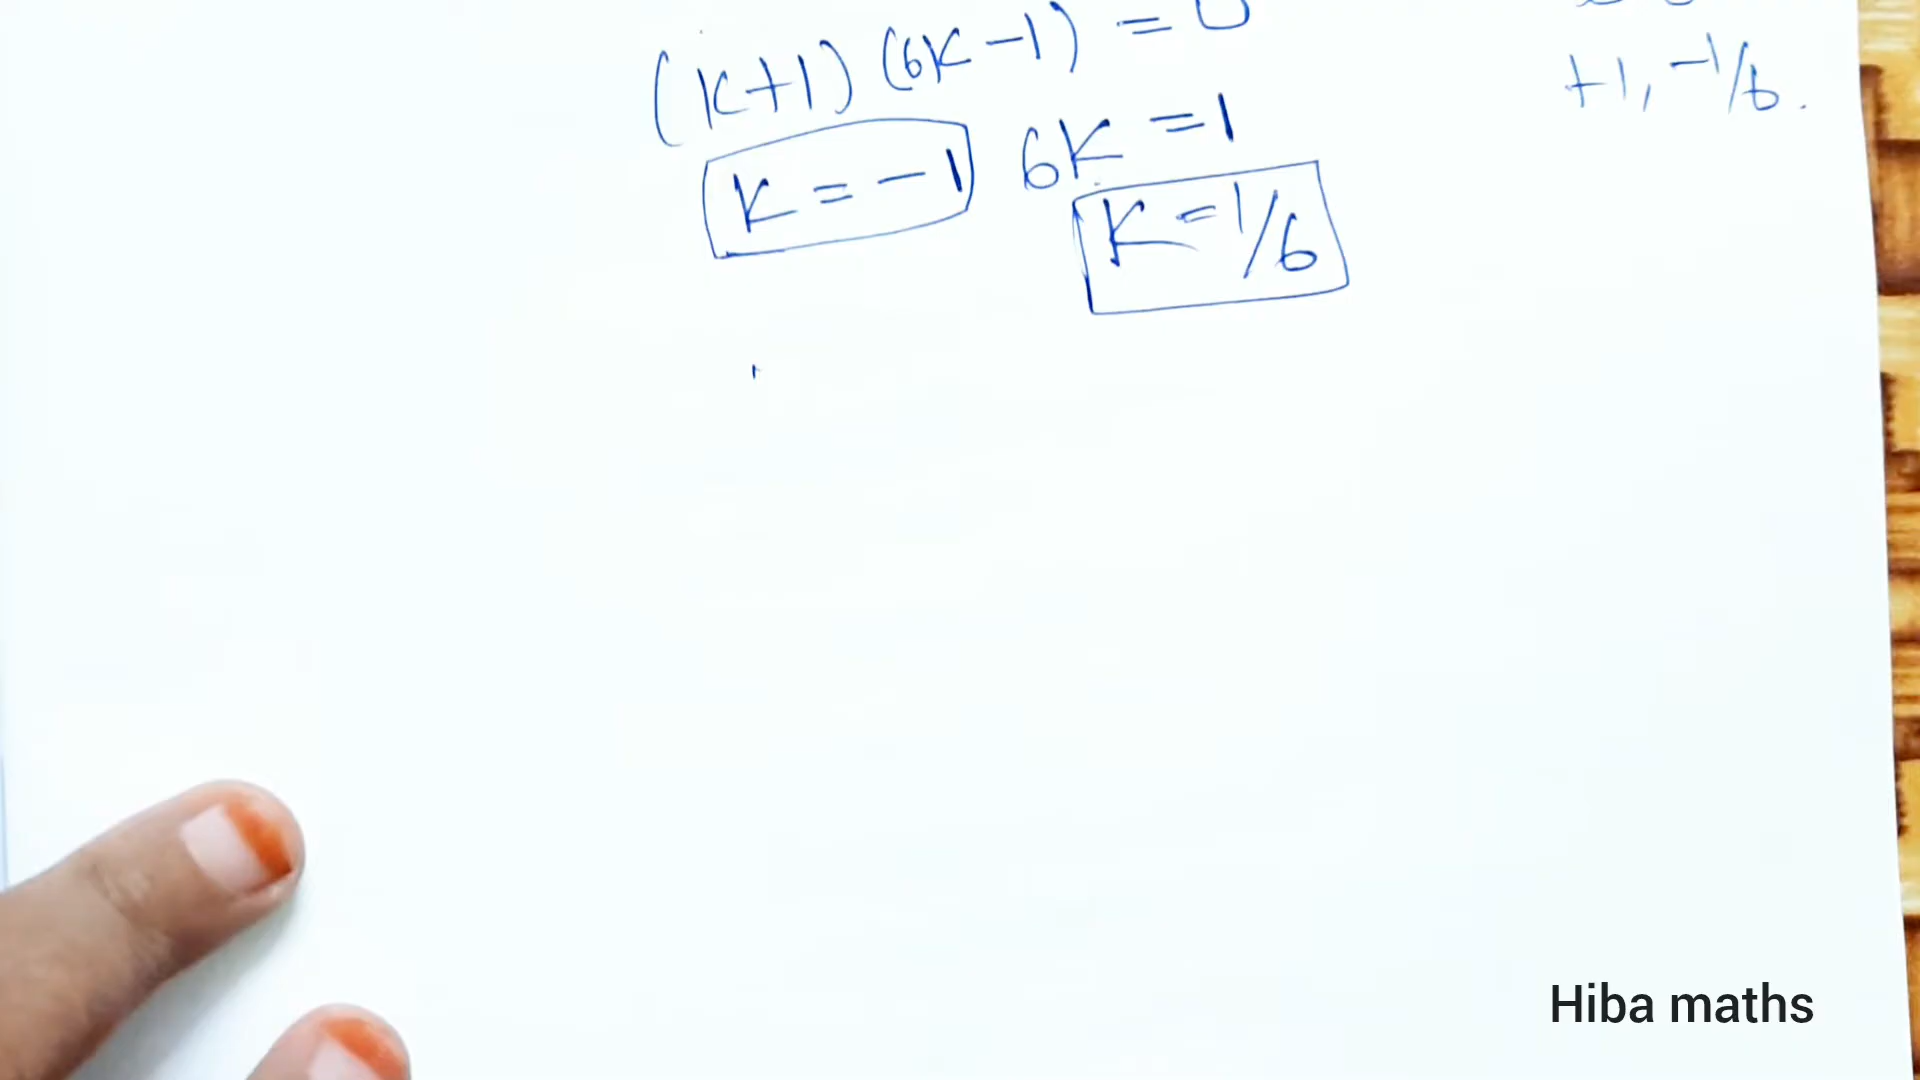 (k+1) (6k-1) = 0
+1, -1/6.
k = -1 6k = 1
k = 1/6
Hiba maths